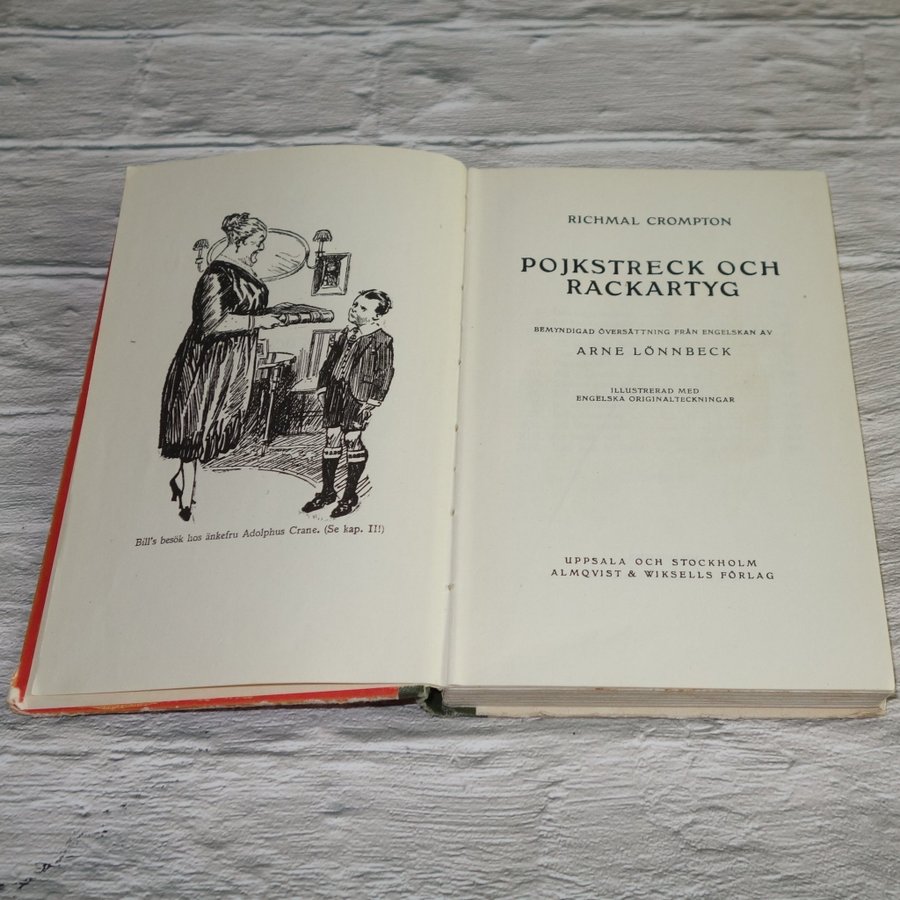 Bill's besök hos änkefru Adolphus Crane. (Se kap. II!)
RICHMAL CROMPTON
POJKSTRECK OCH
RACKARTYG
BEMYNDIGAD ÖVERSÄTTNING FRÅN ENGELSKAN AV
ARNE LÖNNBECK
ILLUSTRERAD MED
ENGELSKA ORIGINALTECKNINGAR
UPPSALA OCH STOCKHOLM
ALMQVIST & WIKSELLS FÖRLAG